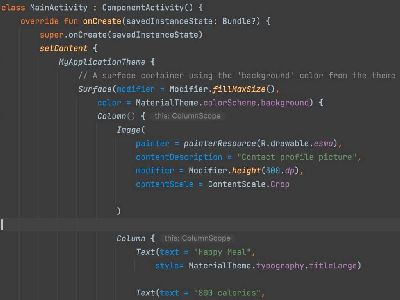 class MainActivity : ComponentActivity() {
override fun onCreate(savedInstanceState: Bundle?) {
super.onCreate(savedInstanceState)
setContent {
MyApplicationTheme {
// A surface container using the 'background' color from the theme
Surface(modifier = Modifier.fillMaxSize(),
color = MaterialTheme.colorScheme.background) {
Column() { this: ColumnScope
Image(
painter = painterResource(R.drawable.esmo),
contentDescription = "Contact profile picture",
modifier = Modifier.height(300.dp),
contentScale = ContentScale.Crop
)
Column { this: ColumnScope
Text(text = "Happy Meal",
style= MaterialTheme.typography.titleLarge)
Text(text = "800 calories",